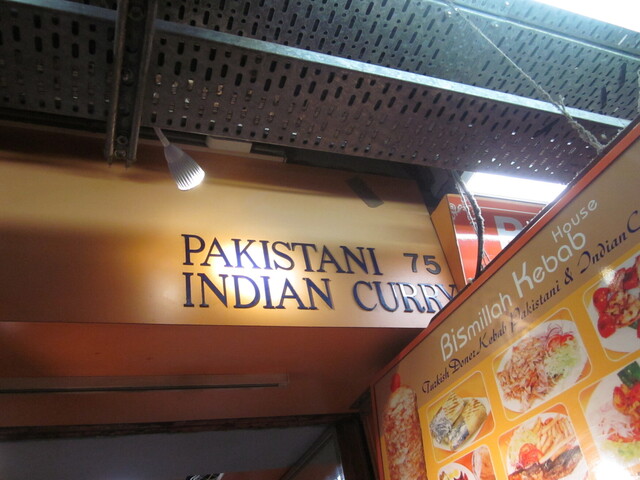 PAKISTANI 75
INDIAN CURRY
Bismillah Kebab House
Turkish Doner Kebab Pakistani & Indian